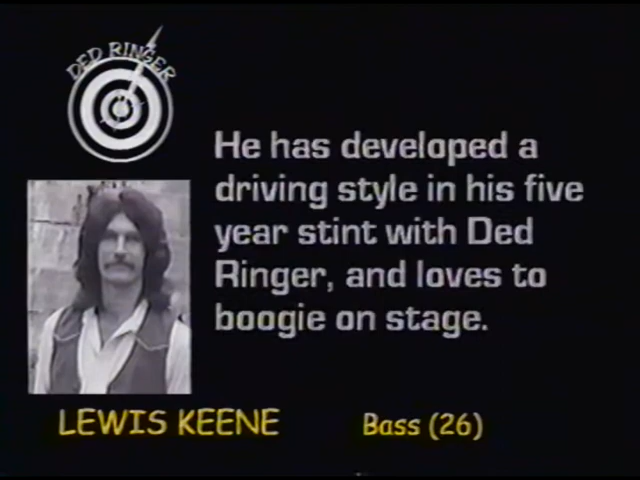 DED RINGER
He has developed a
driving style in his five
year stint with Ded
Ringer, and loves to
boogie on stage.
LEWIS KEENE
Bass (26)